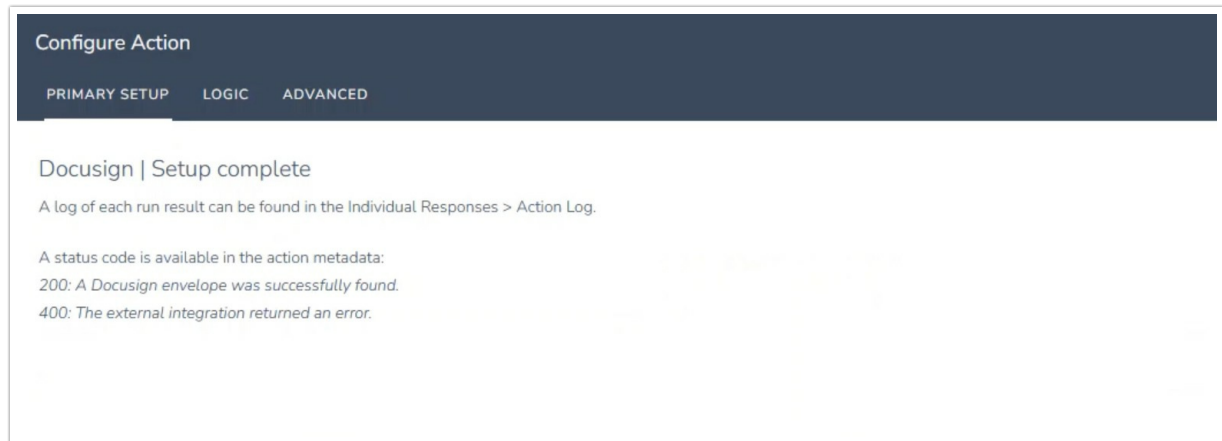 Configure Action
PRIMARY SETUP LOGIC ADVANCED
Docusign | Setup complete
A log of each run result can be found in the Individual Responses > Action Log.
A status code is available in the action metadata:
200: A Docusign envelope was successfully found.
400: The external integration returned an error.